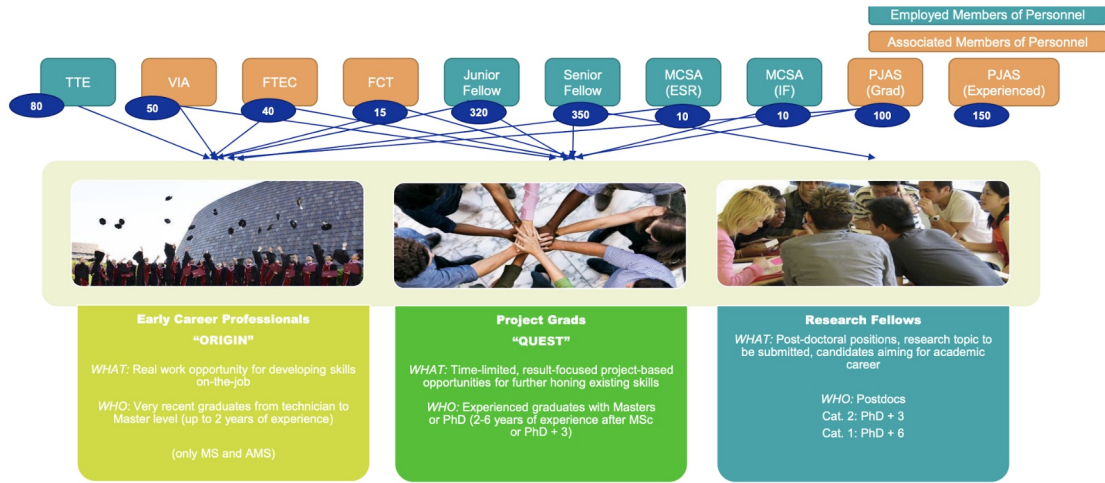 Employed Members of Personnel
Associated Members of Personnel
TTE
VIA
FTEC
FCT
Junior
Fellow
Senior
Fellow
MCSA
(ESR)
MCSA
(IF)
PJAS
(Grad)
PJAS
(Experienced)
80
50
40
15
320
350
10
10
100
150
Early Career Professionals
“ORIGIN”
WHAT: Real work opportunity for developing skills
on-the-job
WHO: Very recent graduates from technician to
Master level (up to 2 years of experience)
(only MS and AMS)
Project Grads
“QUEST”
WHAT: Time-limited, result-focused project-based
opportunities for further honing existing skills
WHO: Experienced graduates with Masters
or PhD (2-6 years of experience after MSc
or PhD + 3)
Research Fellows
WHAT: Post-doctoral positions, research topic to
be submitted, candidates aiming for academic
career
WHO: Postdocs
Cat. 2: PhD + 3
Cat. 1: PhD + 6